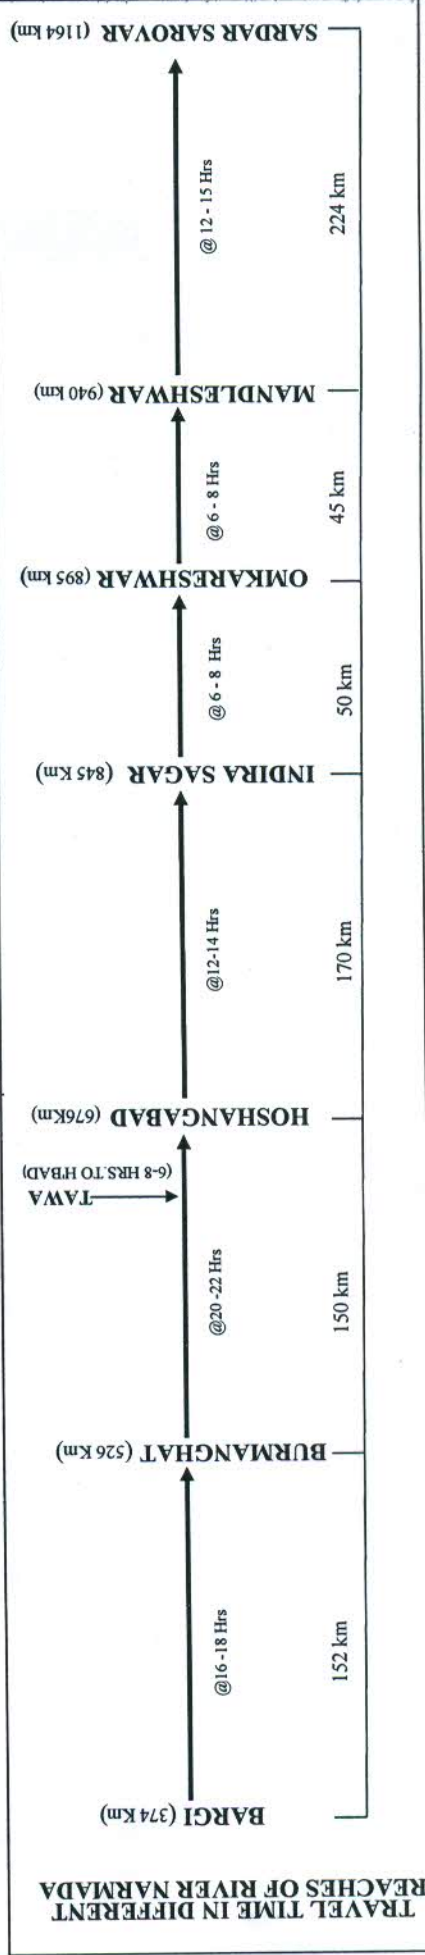 TRAVEL TIME IN DIFFERENT
REACHES OF RIVER NARMADA
BARGI (374 Km)
@16 -18 Hrs
152 km
BURMANGHAT (526 Km)
@20 -22 Hrs
150 km
TAWA
(6-8 HRS.TO H'BAD)
HOSHANGABAD (676Km)
@12-14 Hrs
170 km
INDIRA SAGAR (845 Km)
@ 6 - 8 Hrs
50 km
OMKARESHWAR (895 km)
@ 6 - 8 Hrs
45 km
MANDLESHWAR (940 km)
@ 12 - 15 Hrs
224 km
SARDAR SAROVAR (1164 km)